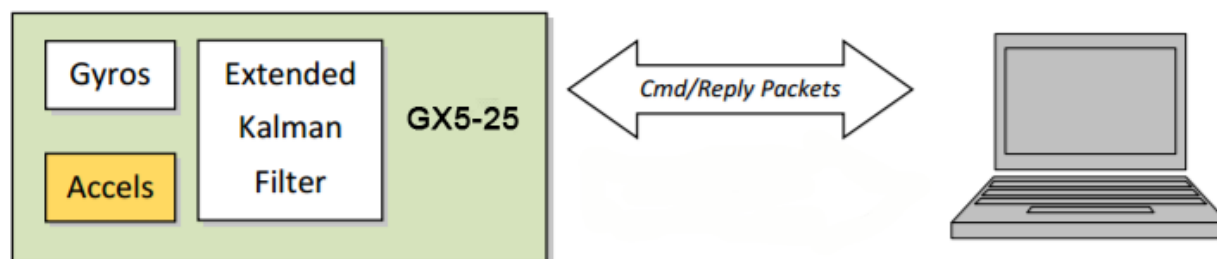 Gyros
Accels
Extended
Kalman
Filter
GX5-25
Cmd/Reply Packets